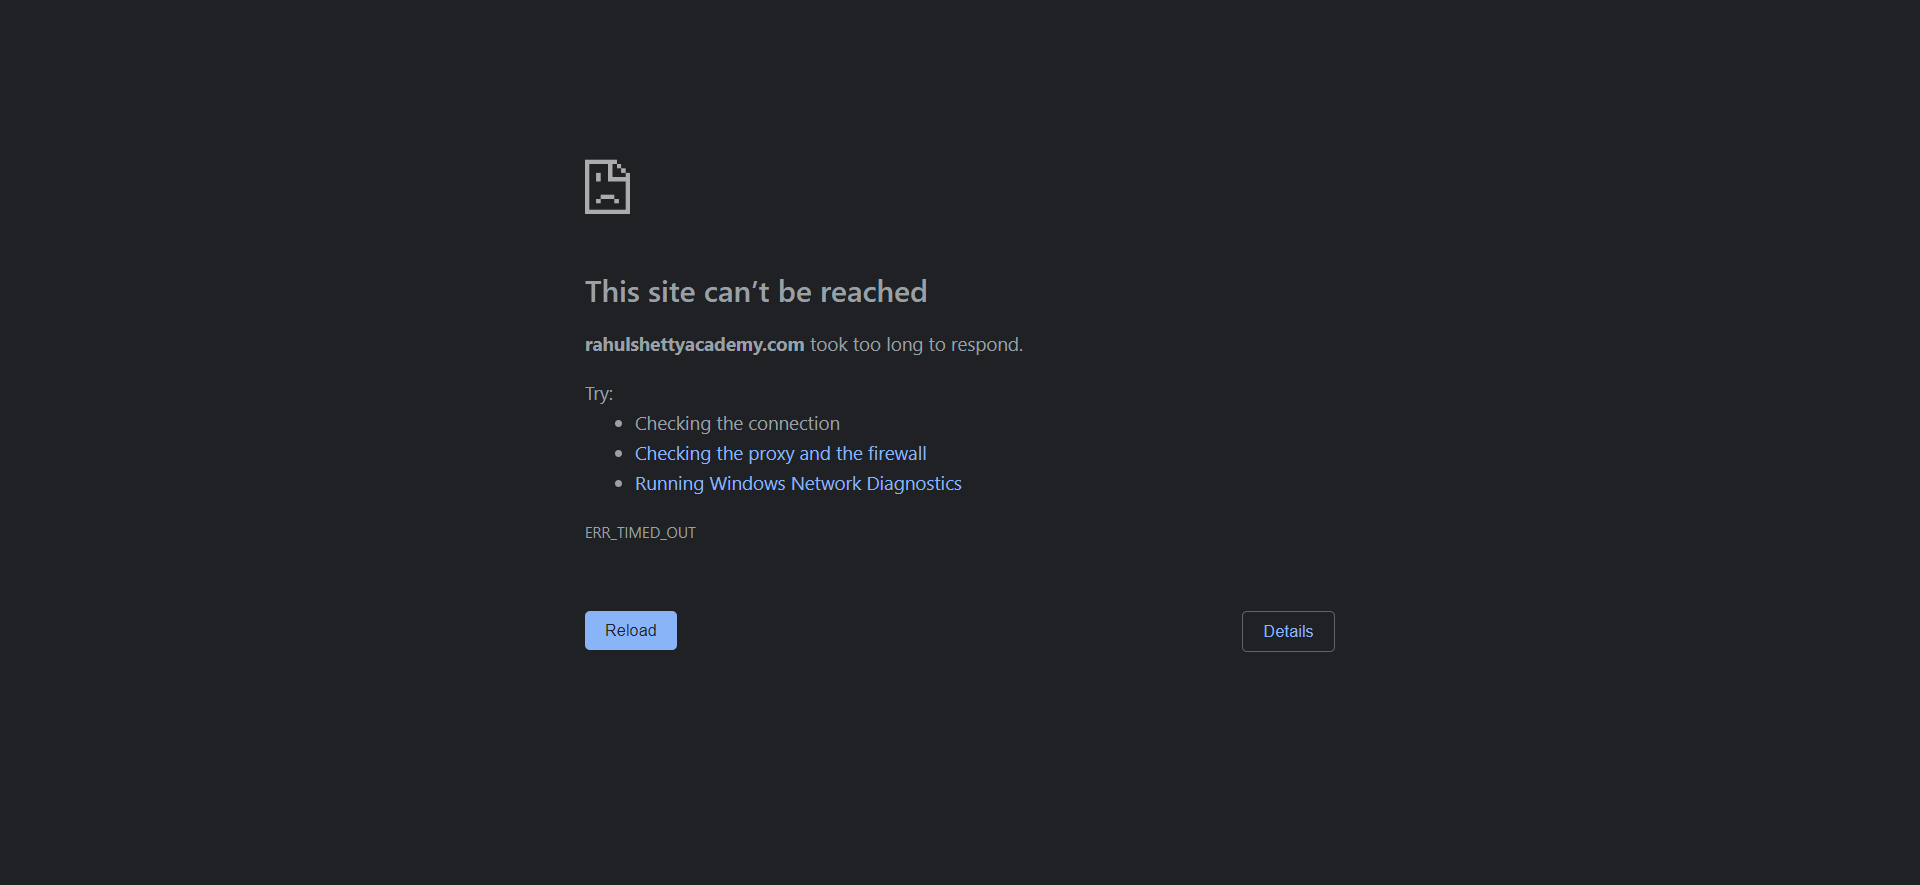 This site can’t be reached
rahulshettyacademy.com took too long to respond.
Try:
Checking the connection
Checking the proxy and the firewall
Running Windows Network Diagnostics
ERR_TIMED_OUT
Reload
Details